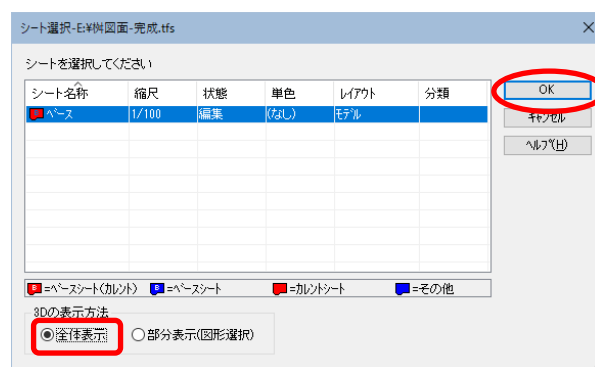 シート選択-E:¥桝図面-完成.tfs
シートを選択してください
シート名称 縮尺 状態 単色 レイアウト 分類
B ベース 1/100 編集 (なし) モデル
OK
キャンセル
ヘルプ(H)
B =ベースシート(カレント) B =ベースシート =カレントシート =その他
3Dの表示方法
全体表示 部分表示(図形選択)